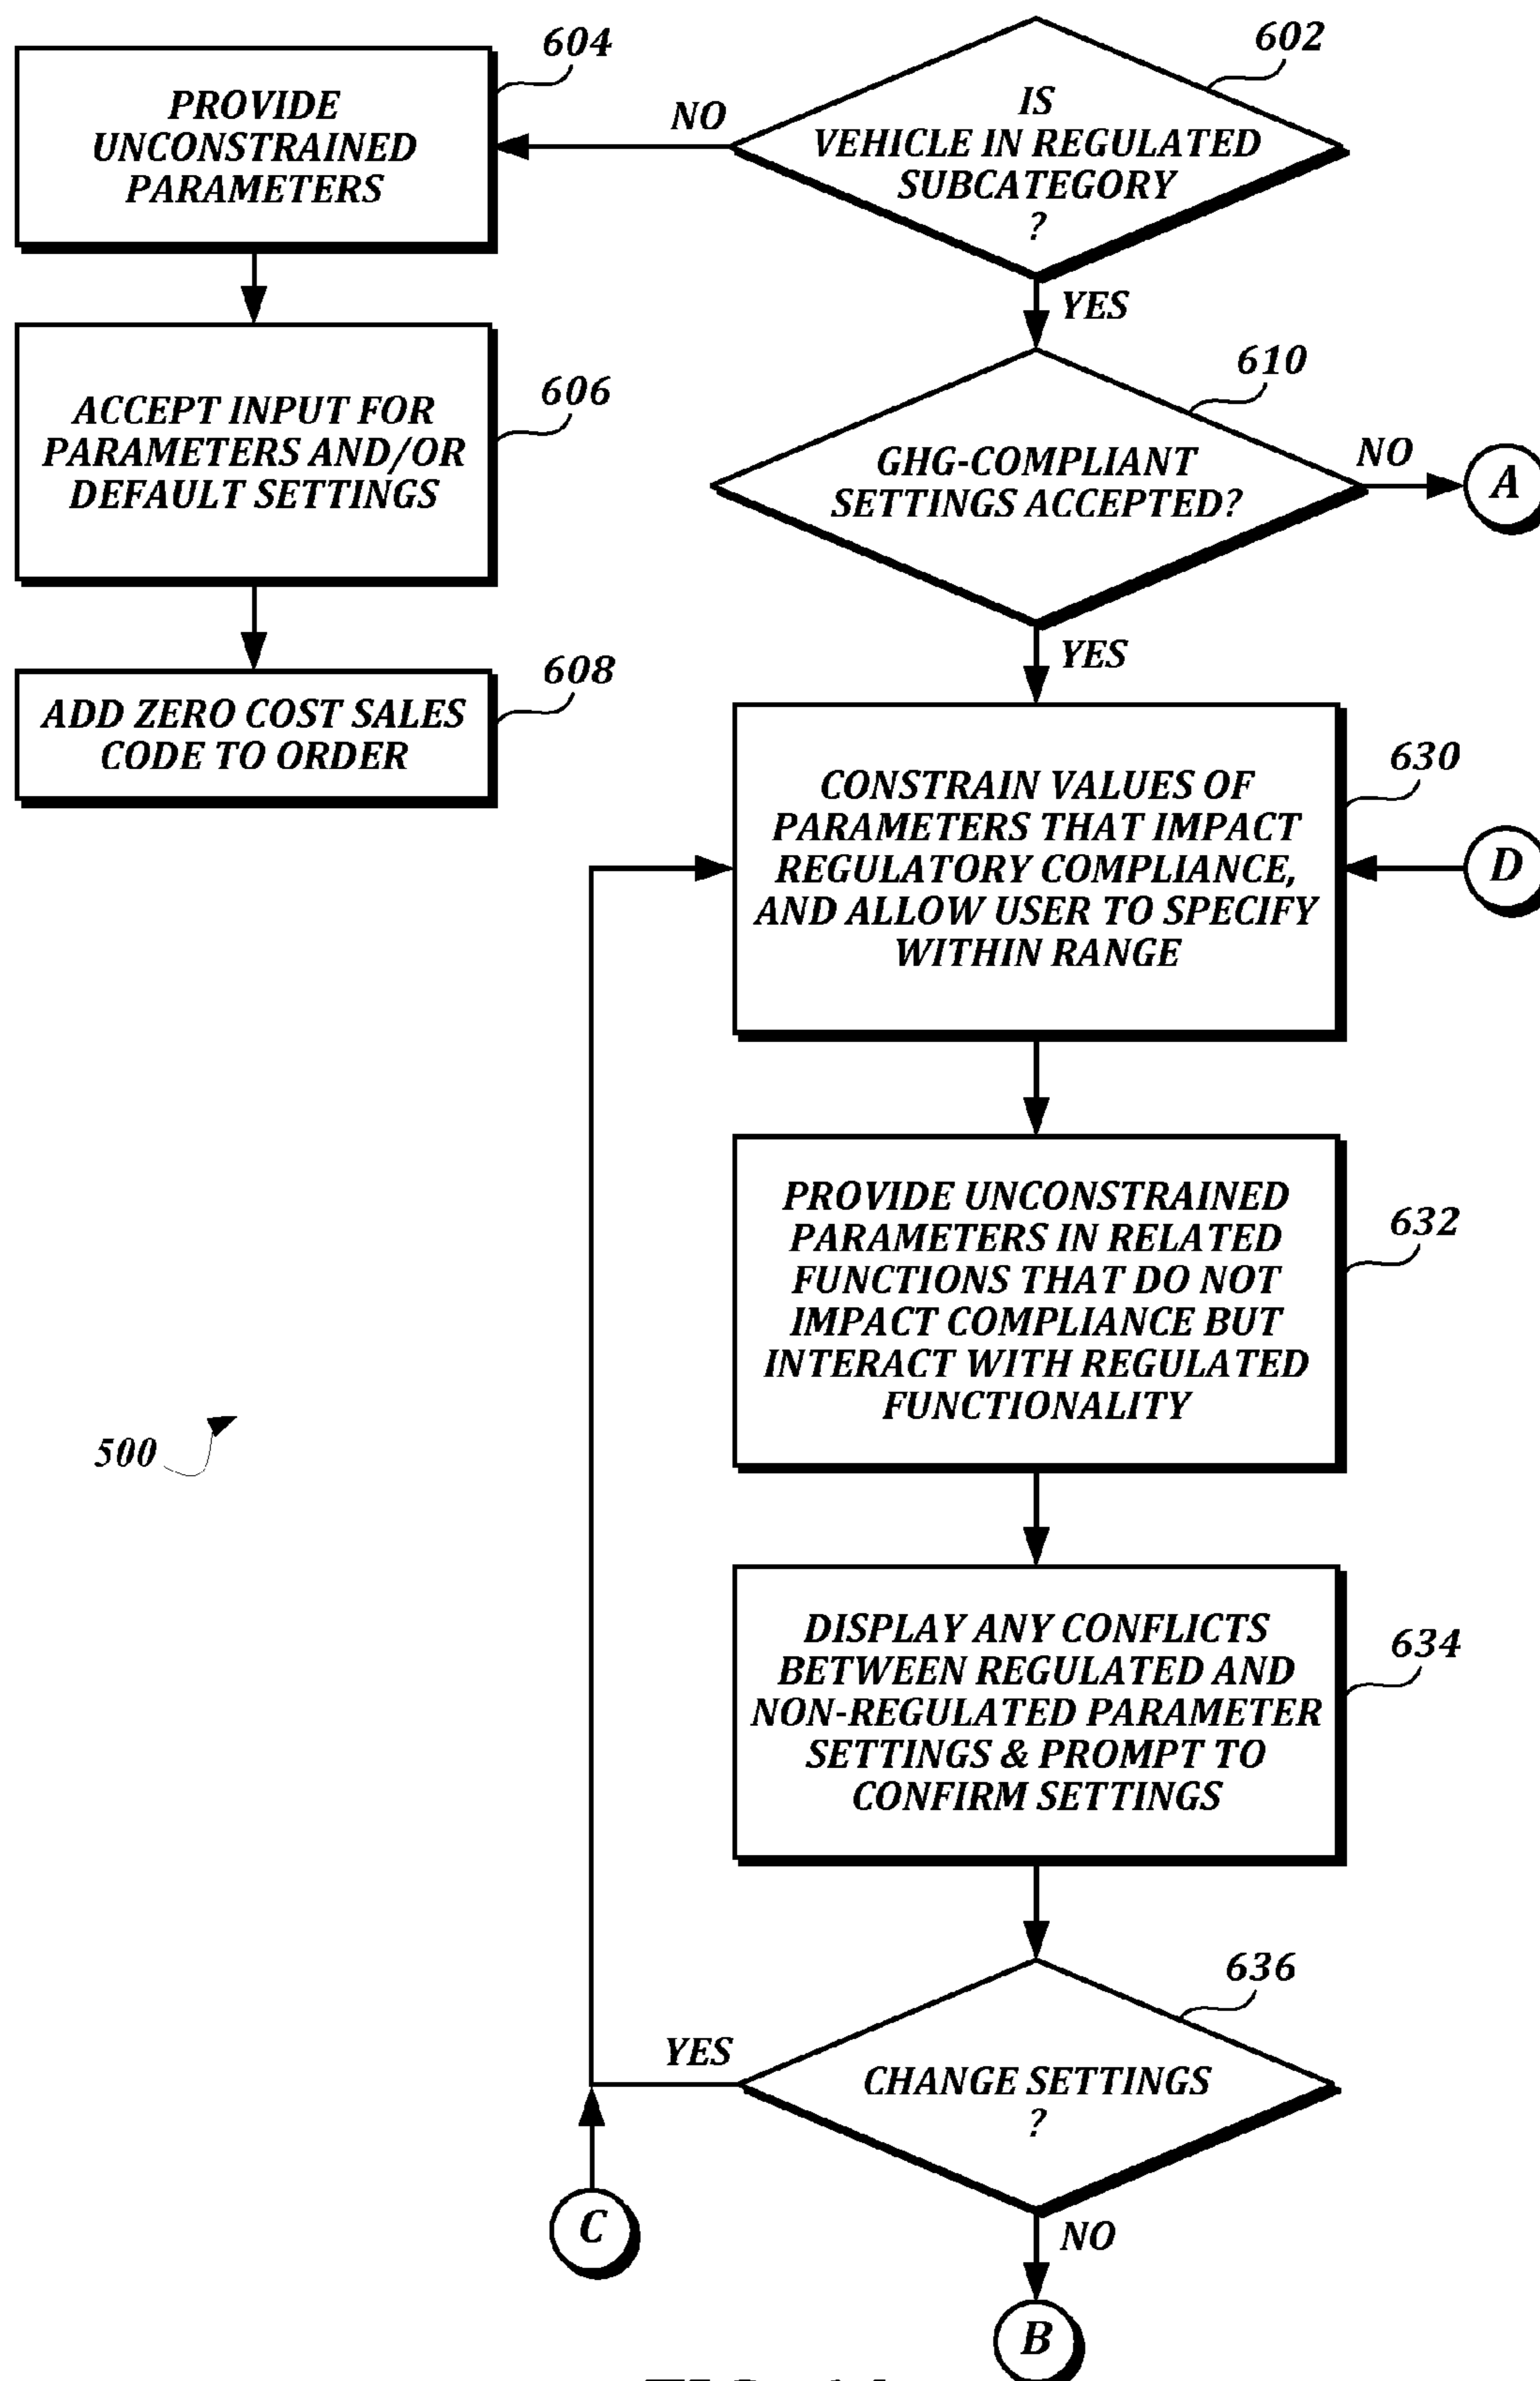 604
PROVIDE
UNCONSTRAINED
PARAMETERS
NO
602
IS
VEHICLE IN REGULATED
SUBCATEGORY
?
YES
606
ACCEPT INPUT FOR
PARAMETERS AND/OR
DEFAULT SETTINGS
610
GHG-COMPLIANT
SETTINGS ACCEPTED?
NO
A
YES
608
ADD ZERO COST SALES
CODE TO ORDER
630
CONSTRAIN VALUES OF
PARAMETERS THAT IMPACT
REGULATORY COMPLIANCE,
AND ALLOW USER TO SPECIFY
WITHIN RANGE
D
632
PROVIDE UNCONSTRAINED
PARAMETERS IN RELATED
FUNCTIONS THAT DO NOT
IMPACT COMPLIANCE BUT
INTERACT WITH REGULATED
FUNCTIONALITY
500
634
DISPLAY ANY CONFLICTS
BETWEEN REGULATED AND
NON-REGULATED PARAMETER
SETTINGS & PROMPT TO
CONFIRM SETTINGS
636
YES
CHANGE SETTINGS
?
C
NO
B